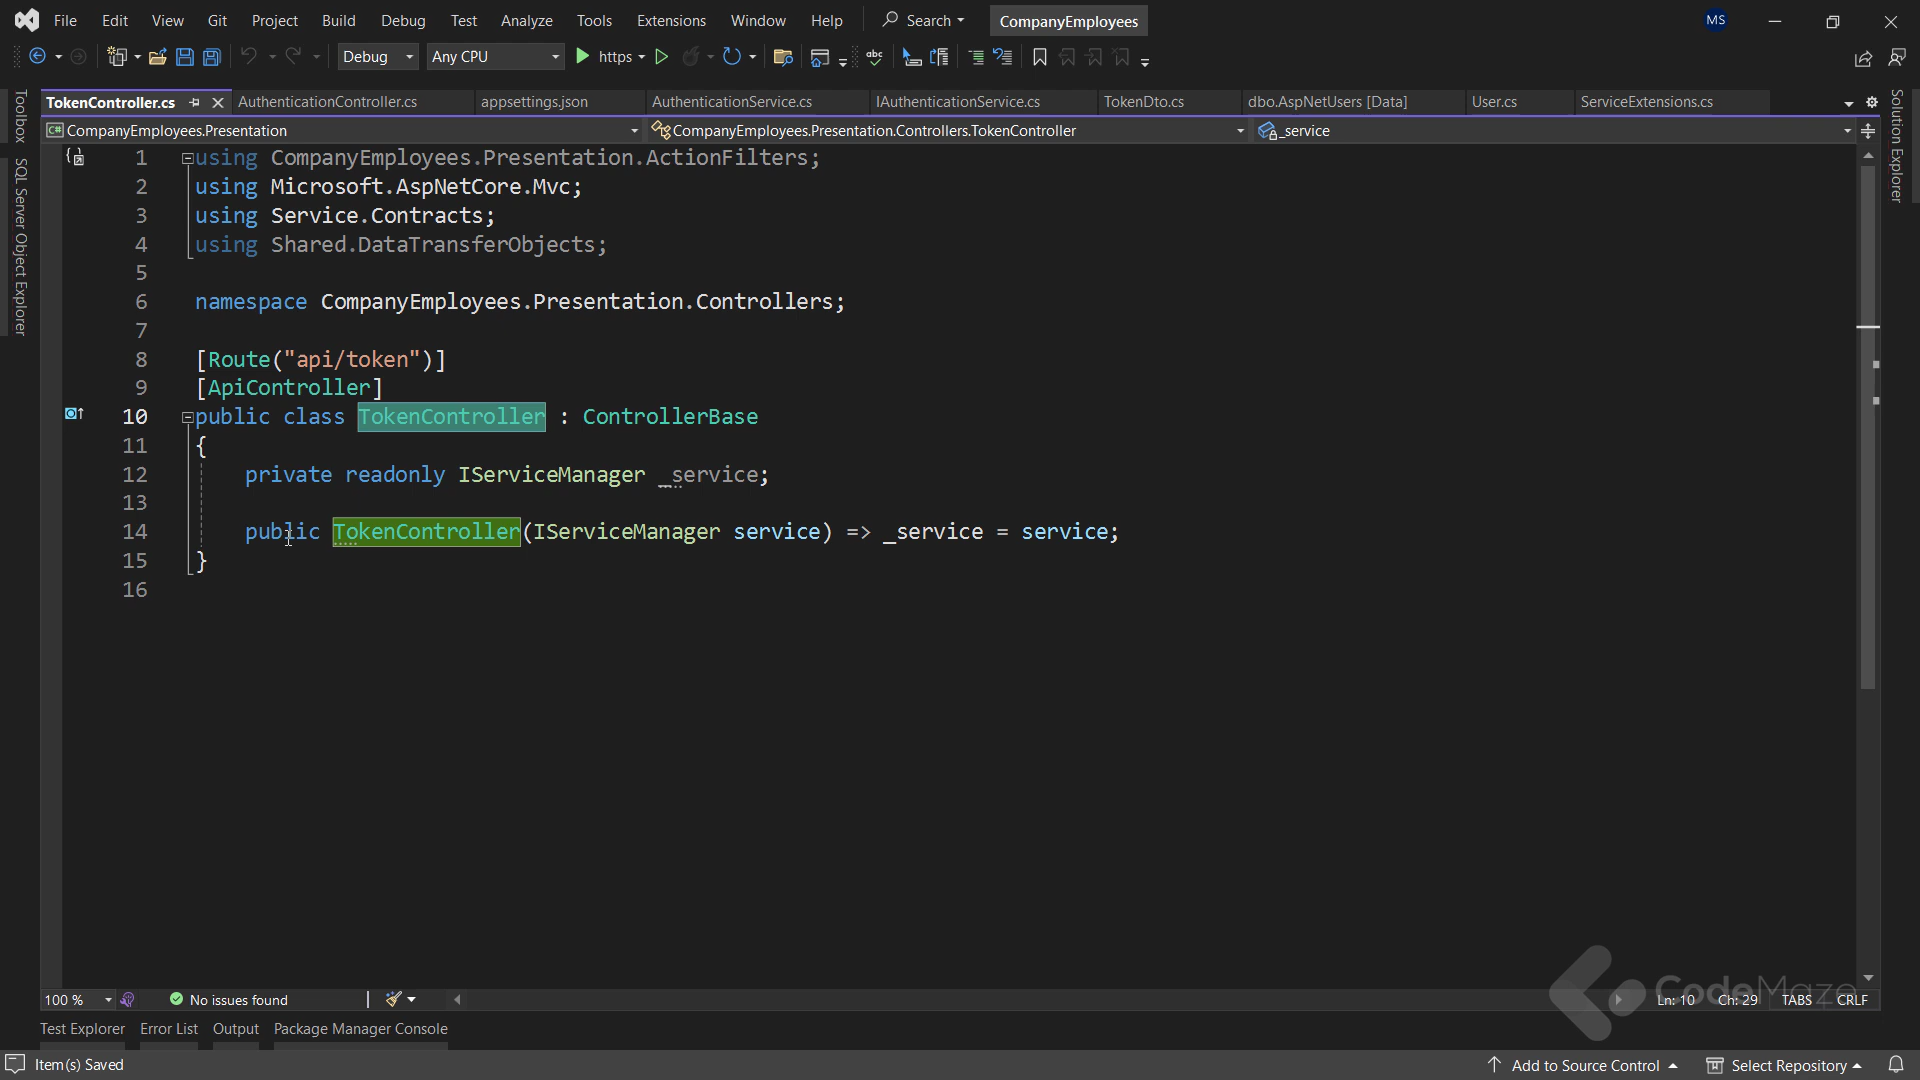 File Edit View Git Project Build Debug Test Analyze Tools Extensions Window Help Search CompanyEmployees MS
Debug Any CPU https abc
TokenController.cs AuthenticationController.cs appsettings.json AuthenticationService.cs IAuthenticationService.cs TokenDto.cs dbo.AspNetUsers [Data] User.cs ServiceExtensions.cs
C# CompanyEmployees.Presentation CompanyEmployees.Presentation.Controllers.TokenController _service
Toolbox
SQL Server Object Explorer
Solution Explorer
1 using CompanyEmployees.Presentation.ActionFilters;
2 using Microsoft.AspNetCore.Mvc;
3 using Service.Contracts;
4 using Shared.DataTransferObjects;
5
6 namespace CompanyEmployees.Presentation.Controllers;
7
8 [Route("api/token")]
9 [ApiController]
10 public class TokenController : ControllerBase
11 {
12 private readonly IServiceManager _service;
13
14 public TokenController(IServiceManager service) => _service = service;
15 }
16
CodeMaze
100 % No issues found Ln: 10 Ch: 29 TABS CRLF
Test Explorer Error List Output Package Manager Console
Item(s) Saved Add to Source Control Select Repository